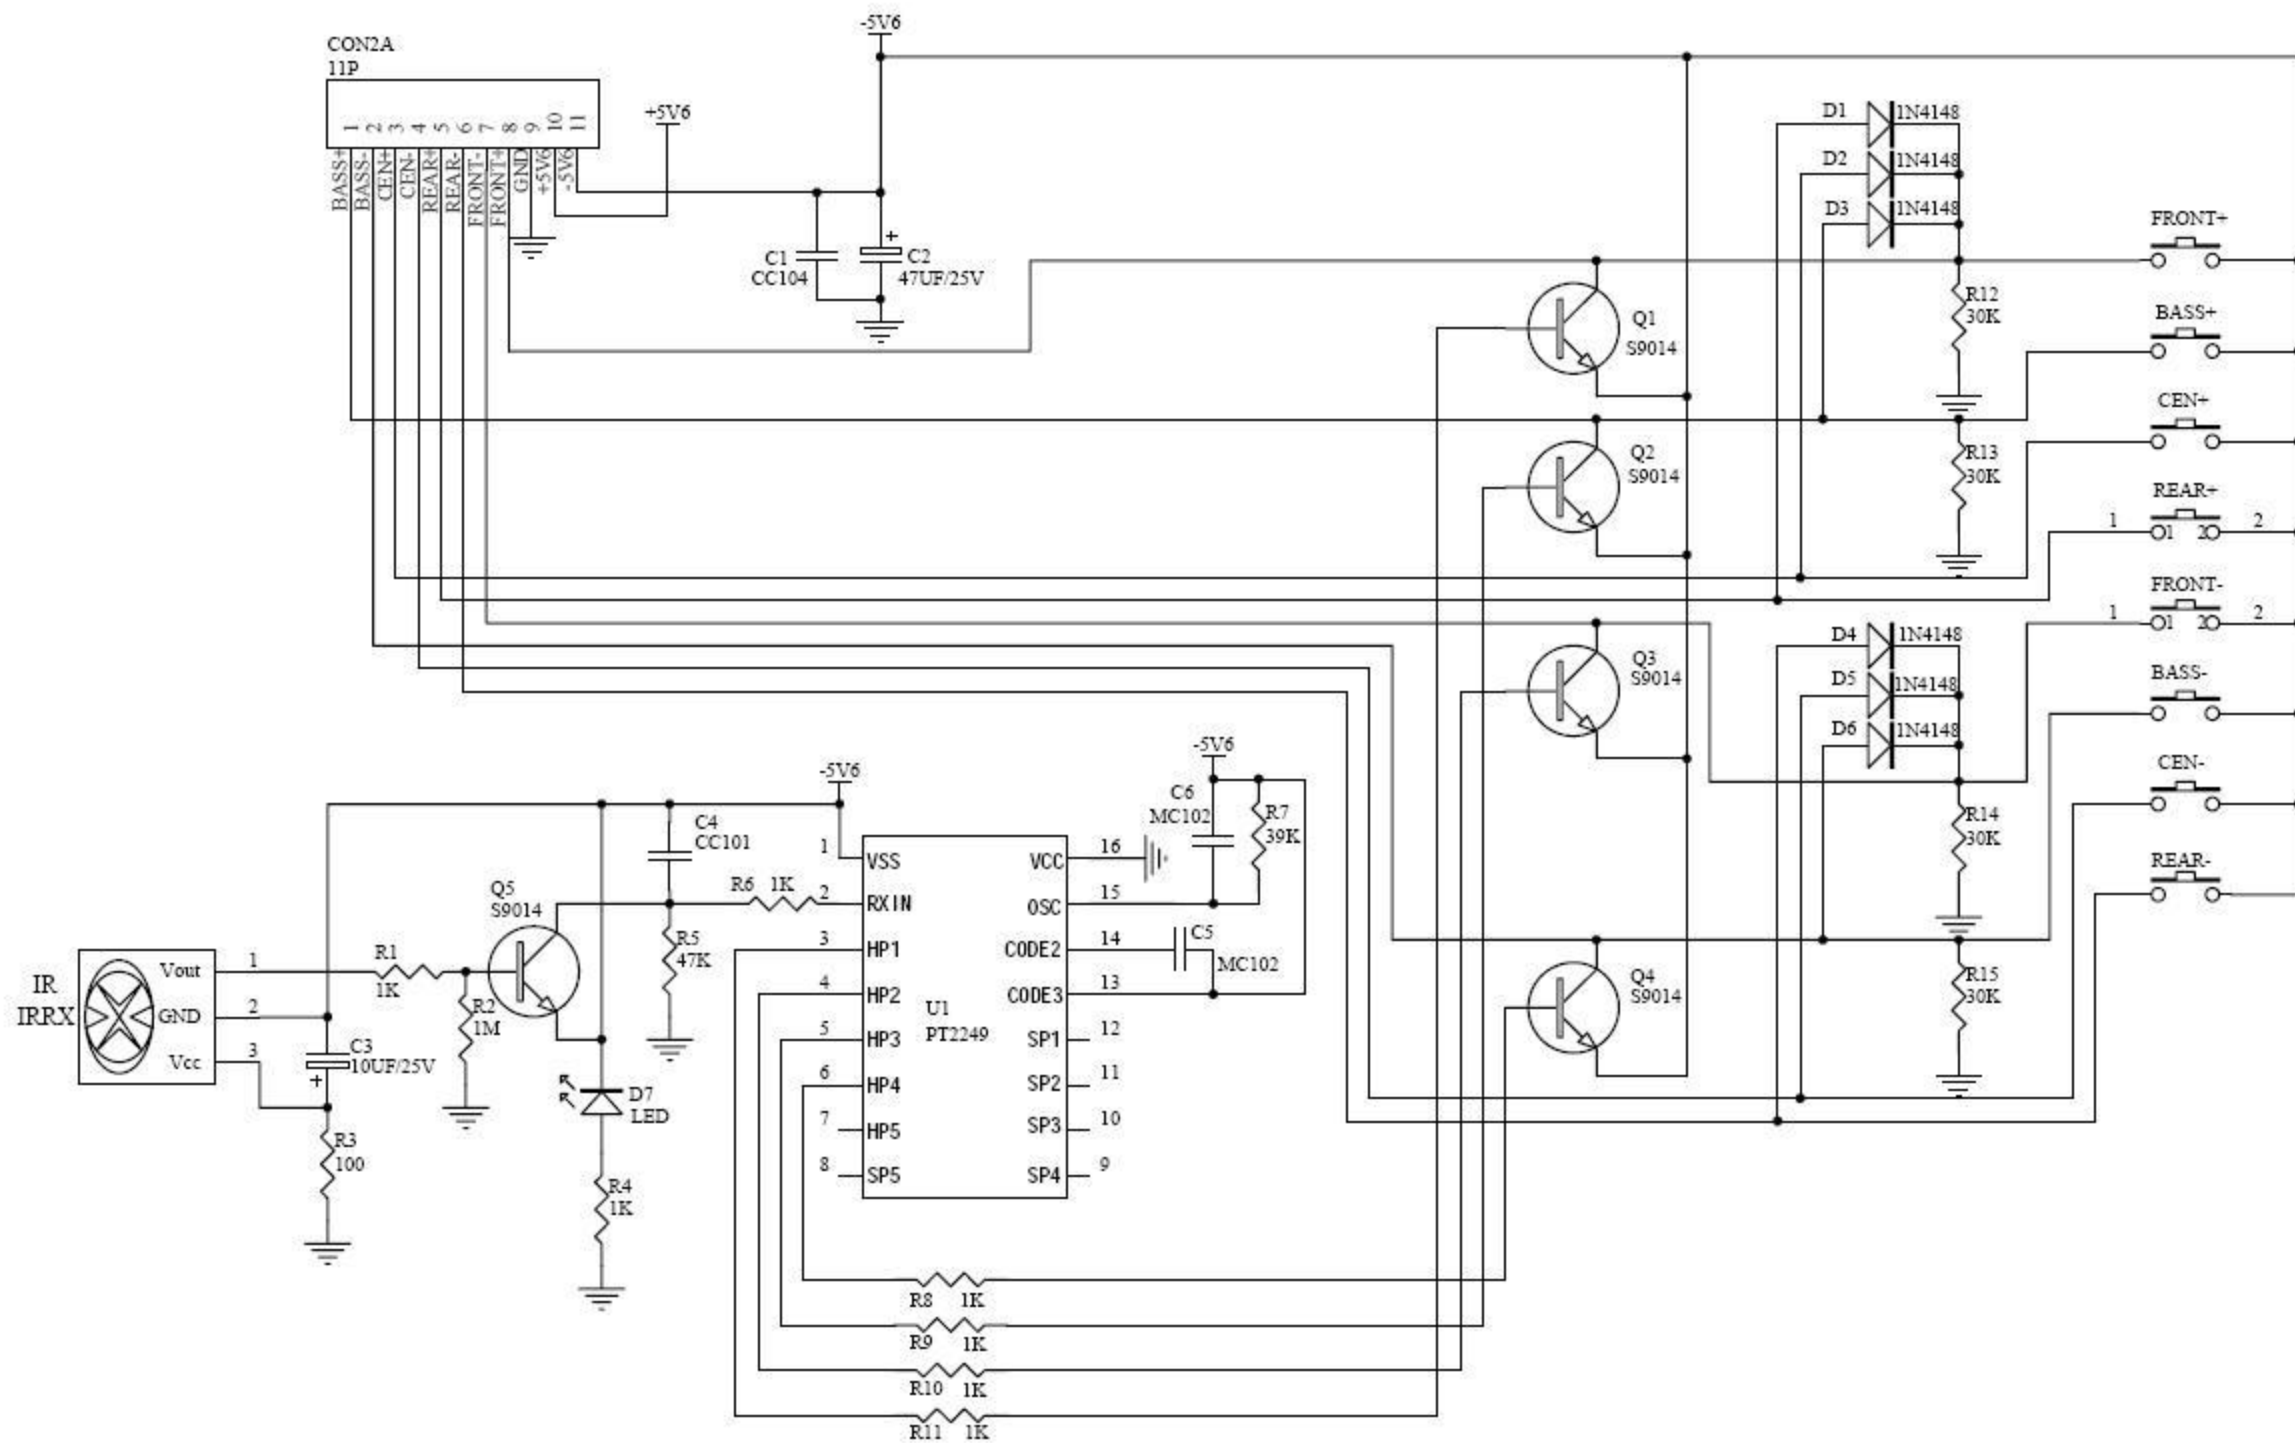 CON2A
11P
1 2 3 4 5 6 7 8 9 10 11
BASS+
BASS-
CEN+
CEN-
REAR+
REAR-
FRONT-
FRONT+
GND
+5V6
-5V6
+5V6
-5V6
C1
CC104
C2
47UF/25V
D1 1N4148
D2 1N4148
D3 1N4148
R12
30K
Q1
S9014
R13
30K
Q2
S9014
FRONT+
BASS+
CEN+
REAR+
1 1 2 2
FRONT-
1 1 2 2
BASS-
CEN-
REAR-
D4 1N4148
D5 1N4148
D6 1N4148
Q3
S9014
R14
30K
Q4
S9014
R15
30K
IR
IRRX
Vout 1
GND 2
Vcc 3
R1
1K
R2
1M
C3
10UF/25V
+
R3
100
Q5
S9014
D7
LED
R4
1K
-5V6
C4
CC101
R5
47K
R6 1K
U1
PT2249
1 VSS
2 RXIN
3 HP1
4 HP2
5 HP3
6 HP4
7 HP5
8 SP5
VCC 16
OSC 15
CODE2 14
CODE3 13
SP1 12
SP2 11
SP3 10
SP4 9
-5V6
C6
MC102
R7
39K
C5
MC102
R8 1K
R9 1K
R10 1K
R11 1K